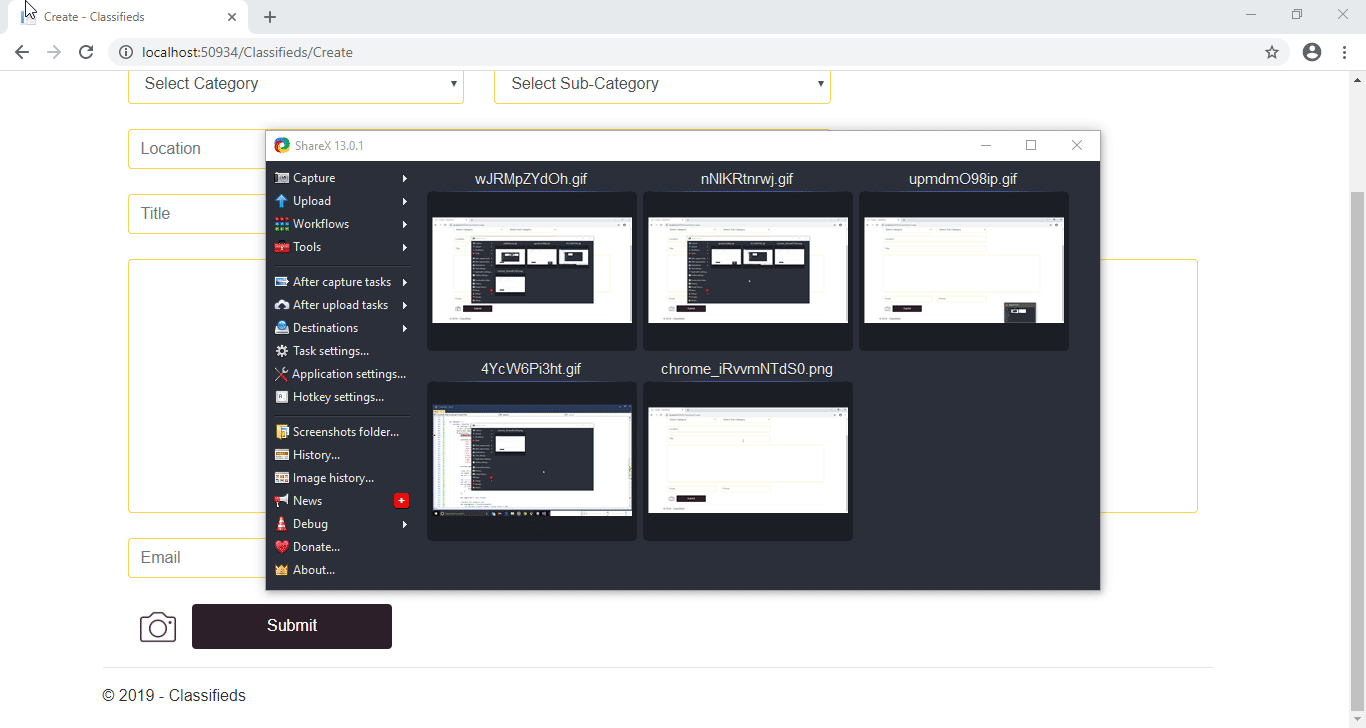 Create - Classifieds
localhost:50934/Classifieds/Create
Select Category
Select Sub-Category
Location
Title
Email
Submit
© 2019 - Classifieds
ShareX 13.0.1
Capture
Upload
Workflows
Tools
After capture tasks
After upload tasks
Destinations
Task settings...
Application settings...
Hotkey settings...
Screenshots folder...
History...
Image history...
News
Debug
Donate...
About...
wJRMpZYdOh.gif
nNlKRtnrwj.gif
upmdmO98ip.gif
4YcW6Pi3ht.gif
chrome_iRvvmNTdS0.png